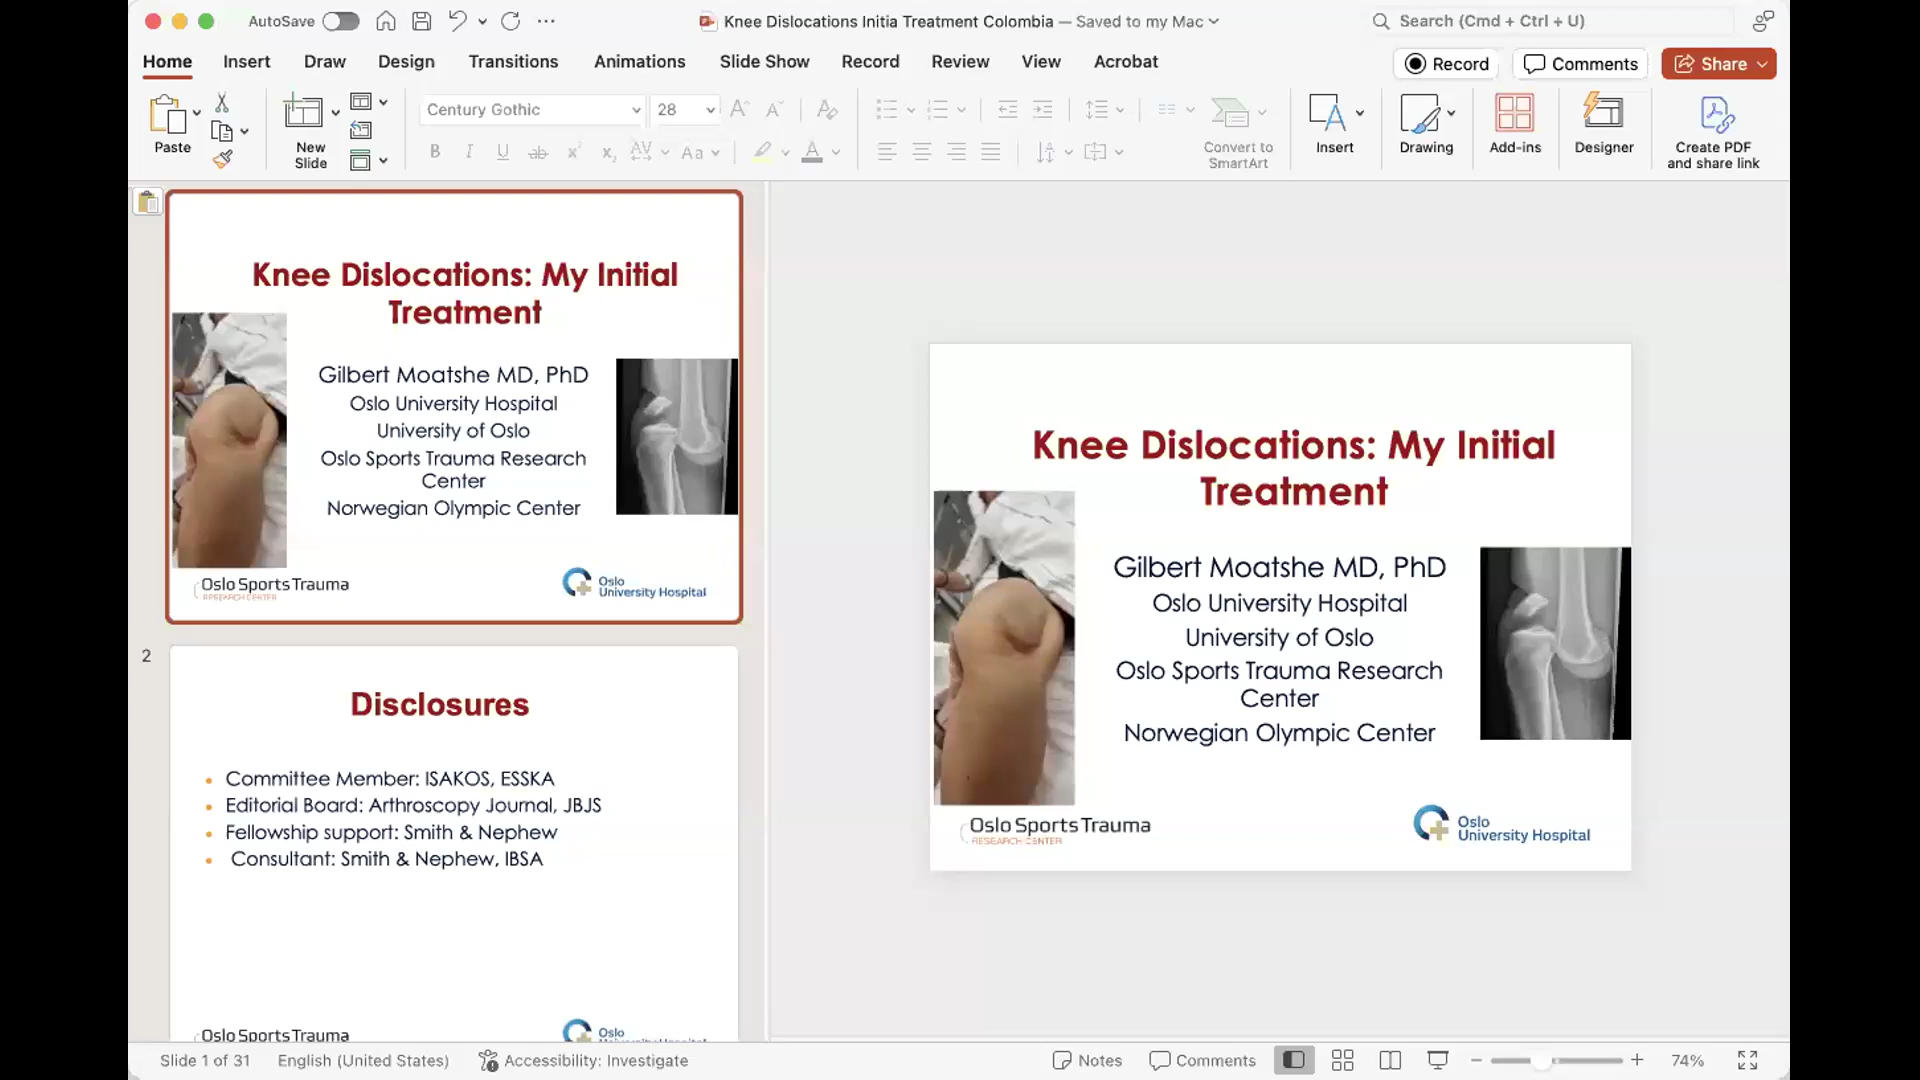 AutoSave
Knee Dislocations Initia Treatment Colombia — Saved to my Mac
Search (Cmd + Ctrl + U)
Home Insert Draw Design Transitions Animations Slide Show Record Review View Acrobat
Record Comments Share
Century Gothic 28
Paste
New
Slide
Convert to
SmartArt
Insert
Drawing
Add-ins
Designer
Create PDF
and share link
Knee Dislocations: My Initial
Treatment
Gilbert Moatshe MD, PhD
Oslo University Hospital
University of Oslo
Oslo Sports Trauma Research
Center
Norwegian Olympic Center
Oslo Sports Trauma
RESEARCH CENTER
Oslo
University Hospital
2
Disclosures
• Committee Member: ISAKOS, ESSKA
• Editorial Board: Arthroscopy Journal, JBJS
• Fellowship support: Smith & Nephew
• Consultant: Smith & Nephew, IBSA
Oslo Sports Trauma
Oslo
University Hospital
Knee Dislocations: My Initial
Treatment
Gilbert Moatshe MD, PhD
Oslo University Hospital
University of Oslo
Oslo Sports Trauma Research
Center
Norwegian Olympic Center
Oslo Sports Trauma
RESEARCH CENTER
Oslo
University Hospital
Slide 1 of 31 English (United States) Accessibility: Investigate
Notes Comments 74%